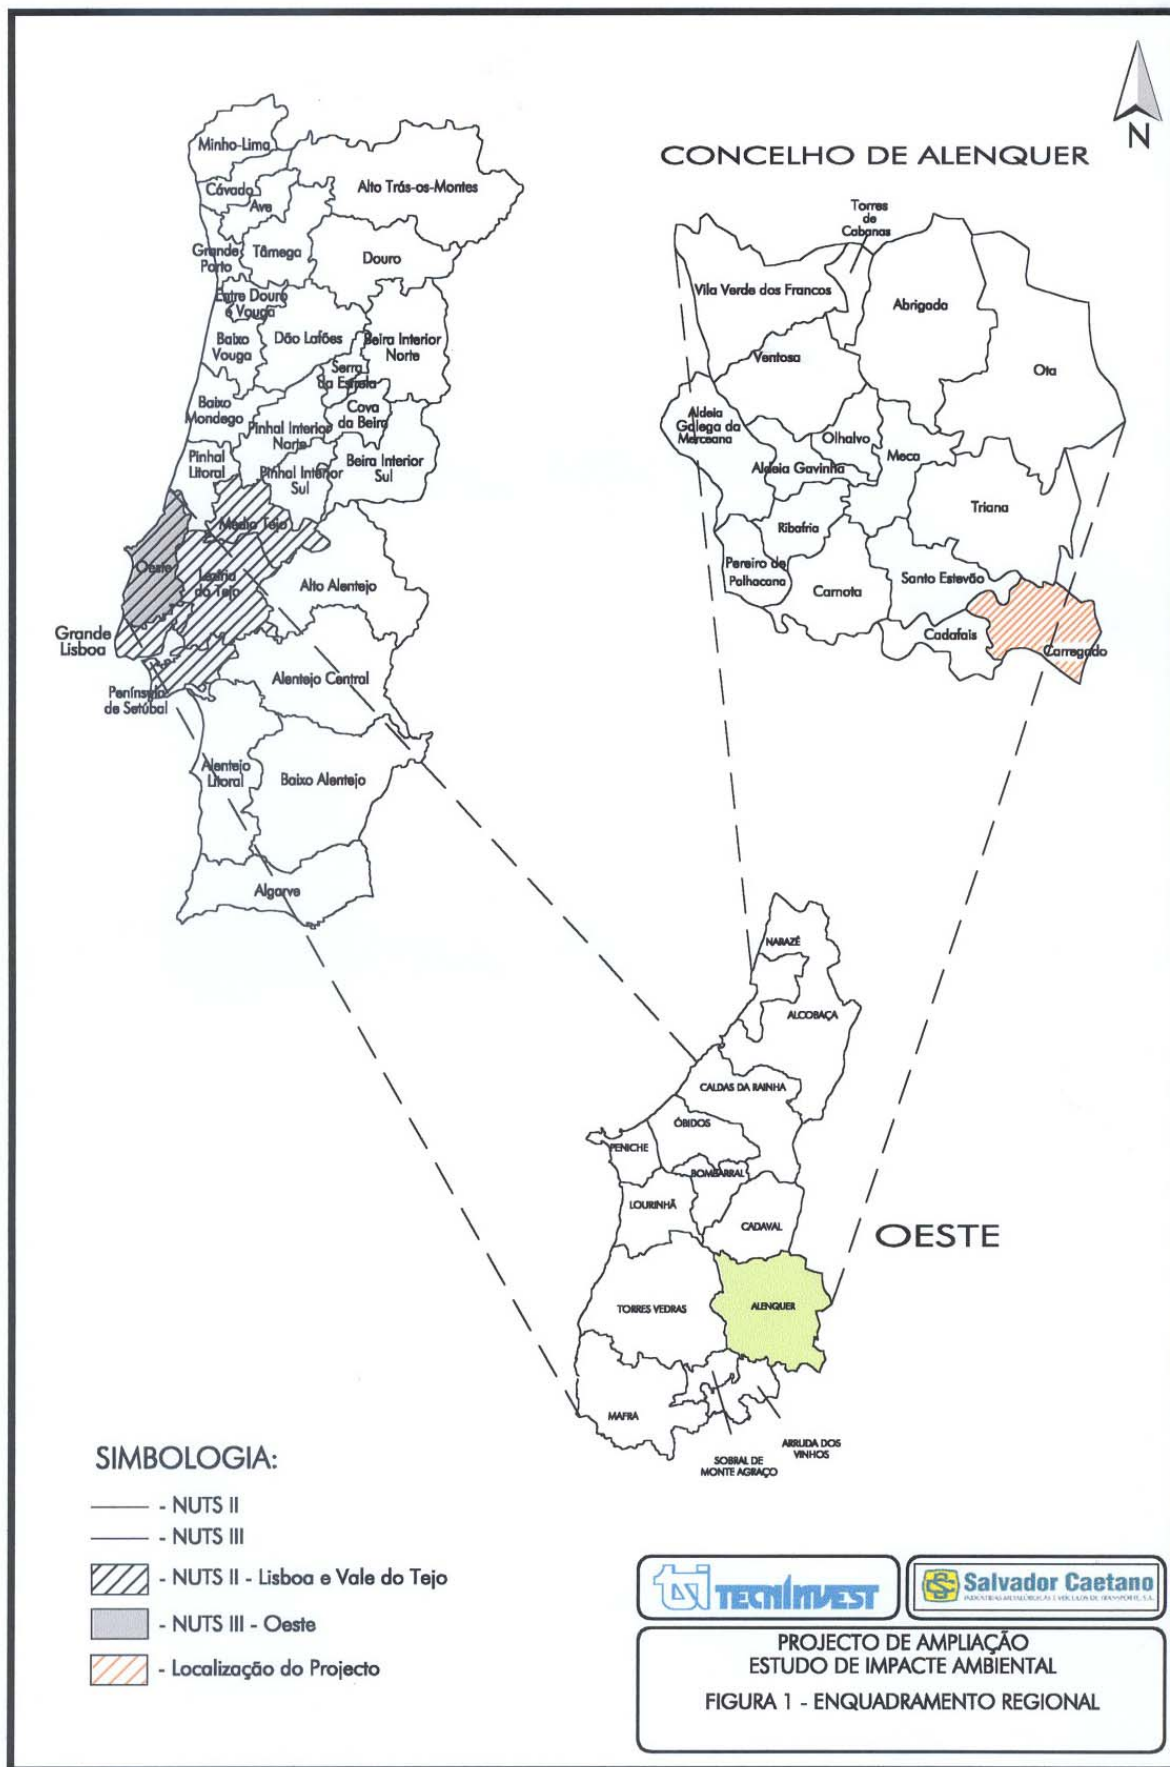 N
CONCELHO DE ALENQUER
Minho-Lima
Cávado
Ave
Alto Trás-os-Montes
Grande
Porto
Tâmega
Douro
Entre Douro
e Vouga
Baixo
Vouga
Dão Lafões
Beira Interior
Norte
Serra
da Estrela
Baixo
Mondego
Cova
da Beira
Pinhal Interior
Norte
Pinhal
Litoral
Pinhal Interior
Sul
Beira Interior
Sul
Médio Tejo
Oeste
Lezíria
do Tejo
Alto Alentejo
Grande
Lisboa
Península
de Setúbal
Alentejo Central
Alentejo
Litoral
Baixo Alentejo
Algarve
Torres
de
Cabanas
Vila Verde dos Francos
Abrigada
Ventosa
Ota
Aldeia
Galega da
Merceana
Olhalvo
Meca
Aldeia Gavinha
Triana
Ribafria
Pereiro de
Palhacana
Carnota
Santo Estevão
Cadafais
Carregado
NARAZÉ
ALCOBAÇA
CALDAS DA RAINHA
ÓBIDOS
PENICHE
BOMBARRAL
LOURINHÃ
CADAVAL
OESTE
TORRES VEDRAS
ALENQUER
MAFRA
ARRUDA DOS
VINHOS
SOBRAL DE
MONTE AGRAÇO
SIMBOLOGIA:
- NUTS II
- NUTS III
- NUTS II - Lisboa e Vale do Tejo
- NUTS III - Oeste
- Localização do Projecto
tsi TECNINVEST
Salvador Caetano
INDÚSTRIAS METALÚRGICAS E VEÍCULOS DE TRANSPORTE, S.A.
PROJECTO DE AMPLIAÇÃO
ESTUDO DE IMPACTE AMBIENTAL
FIGURA 1 - ENQUADRAMENTO REGIONAL